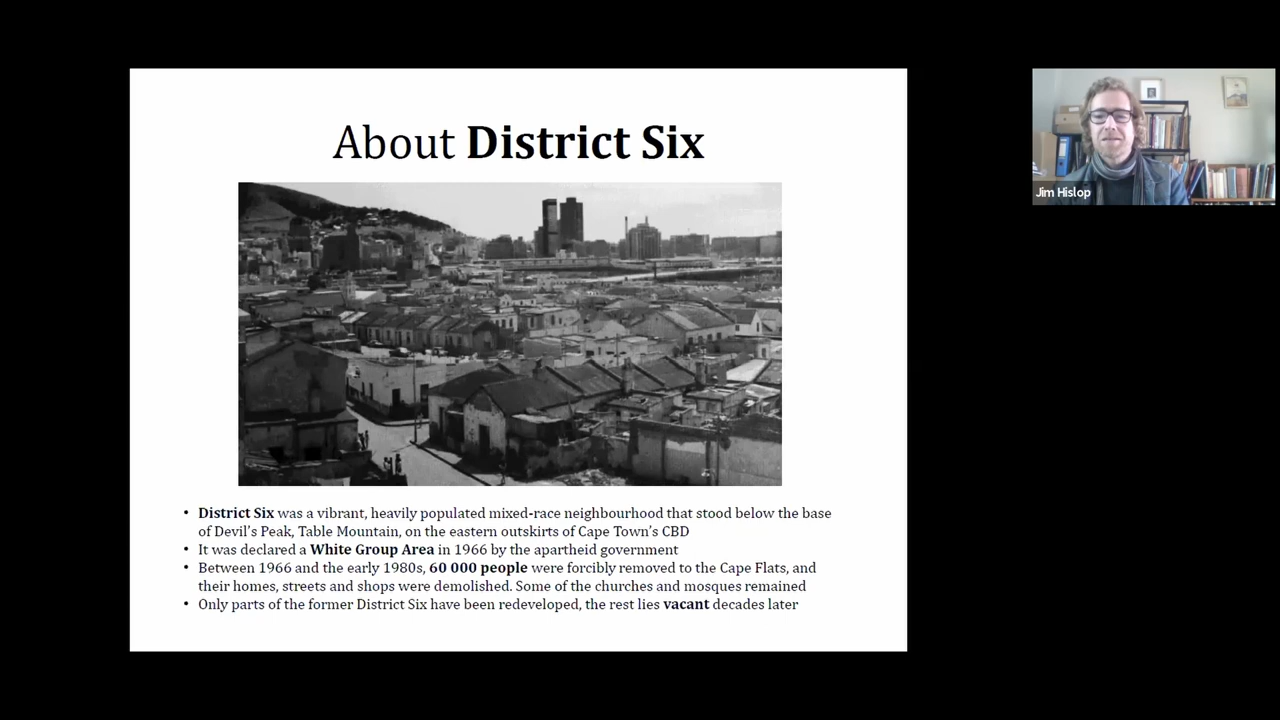 About District Six
Jim Hislop
• District Six was a vibrant, heavily populated mixed-race neighbourhood that stood below the base
of Devil’s Peak, Table Mountain, on the eastern outskirts of Cape Town’s CBD
• It was declared a White Group Area in 1966 by the apartheid government
• Between 1966 and the early 1980s, 60 000 people were forcibly removed to the Cape Flats, and
their homes, streets and shops were demolished. Some of the churches and mosques remained
• Only parts of the former District Six have been redeveloped, the rest lies vacant decades later